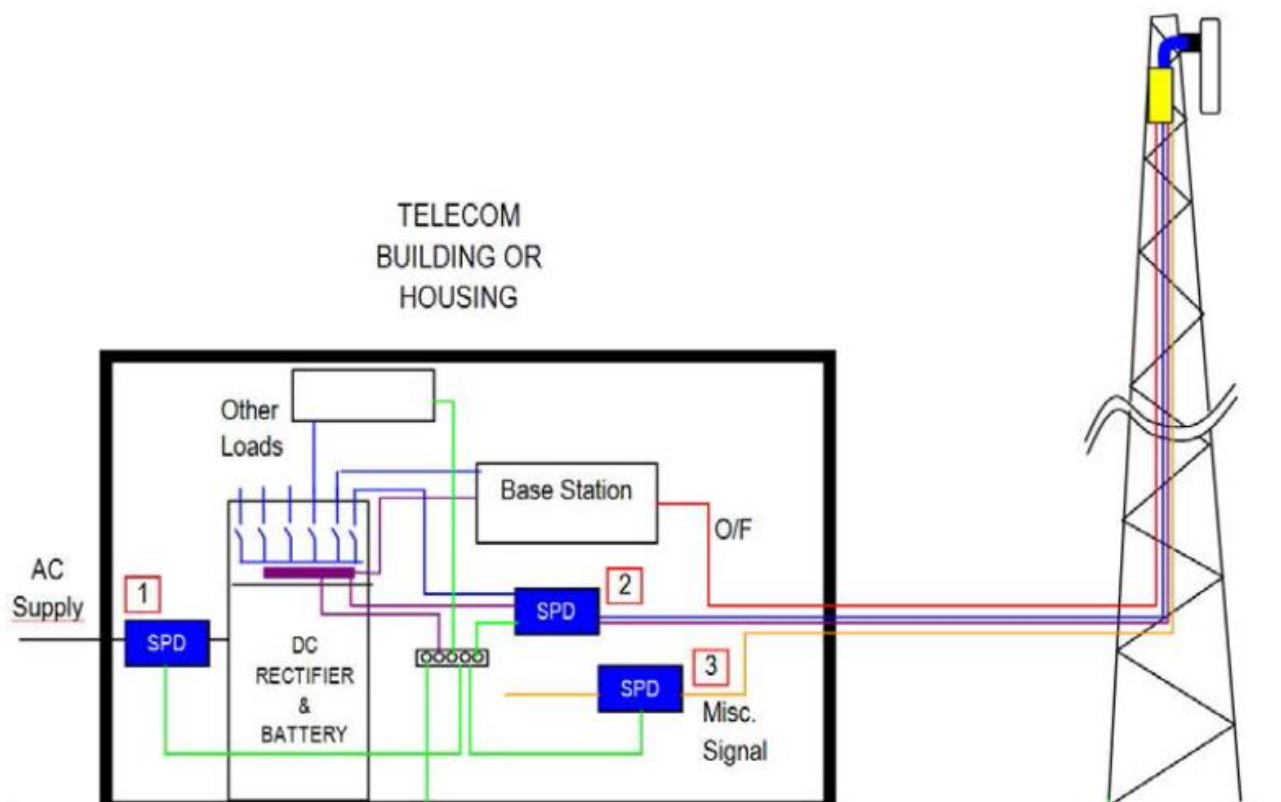 TELECOM
BUILDING OR
HOUSING
Other
Loads
Base Station
O/F
AC
Supply
1
SPD
2
SPD
DC
RECTIFIER
&
BATTERY
3
SPD
Misc.
Signal